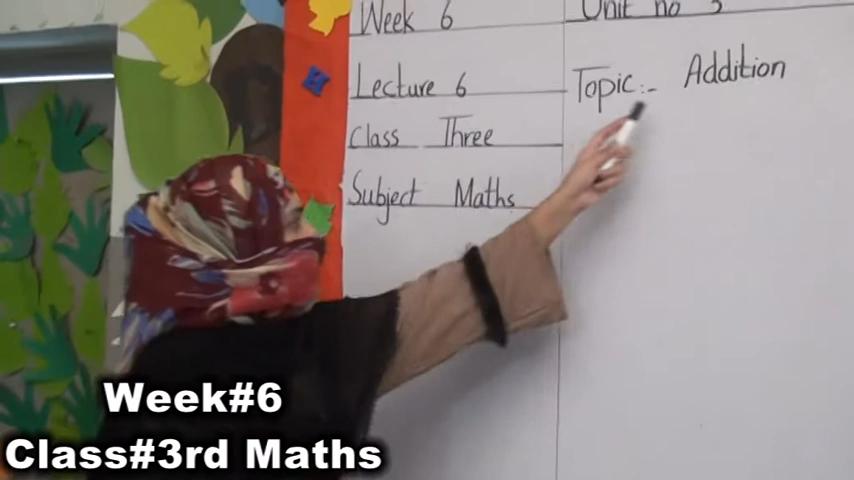 Week 6
Unit no 3
Lecture 6
Topic:- Addition
Class Three
Subject Maths
Week#6
Class#3rd Maths